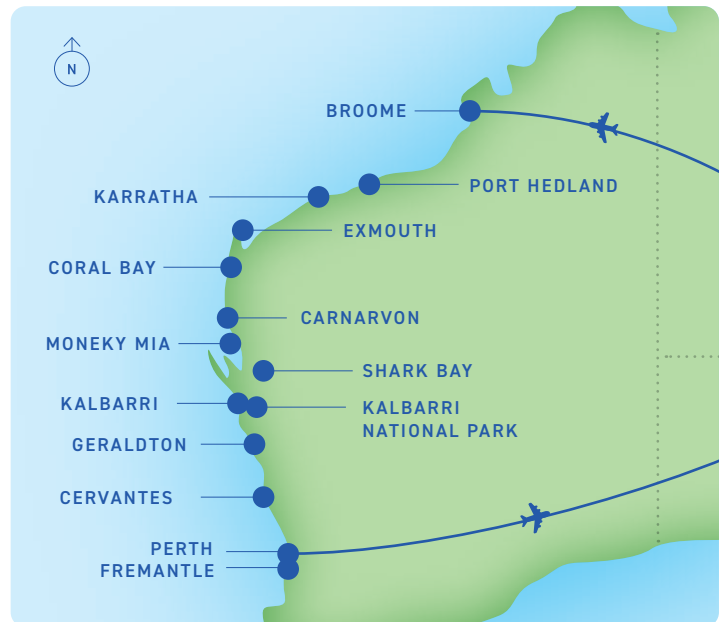 N
BROOME
PORT HEDLAND
KARRATHA
EXMOUTH
CORAL BAY
CARNARVON
MONEKY MIA
SHARK BAY
KALBARRI
KALBARRI
NATIONAL PARK
GERALDTON
CERVANTES
PERTH
FREMANTLE